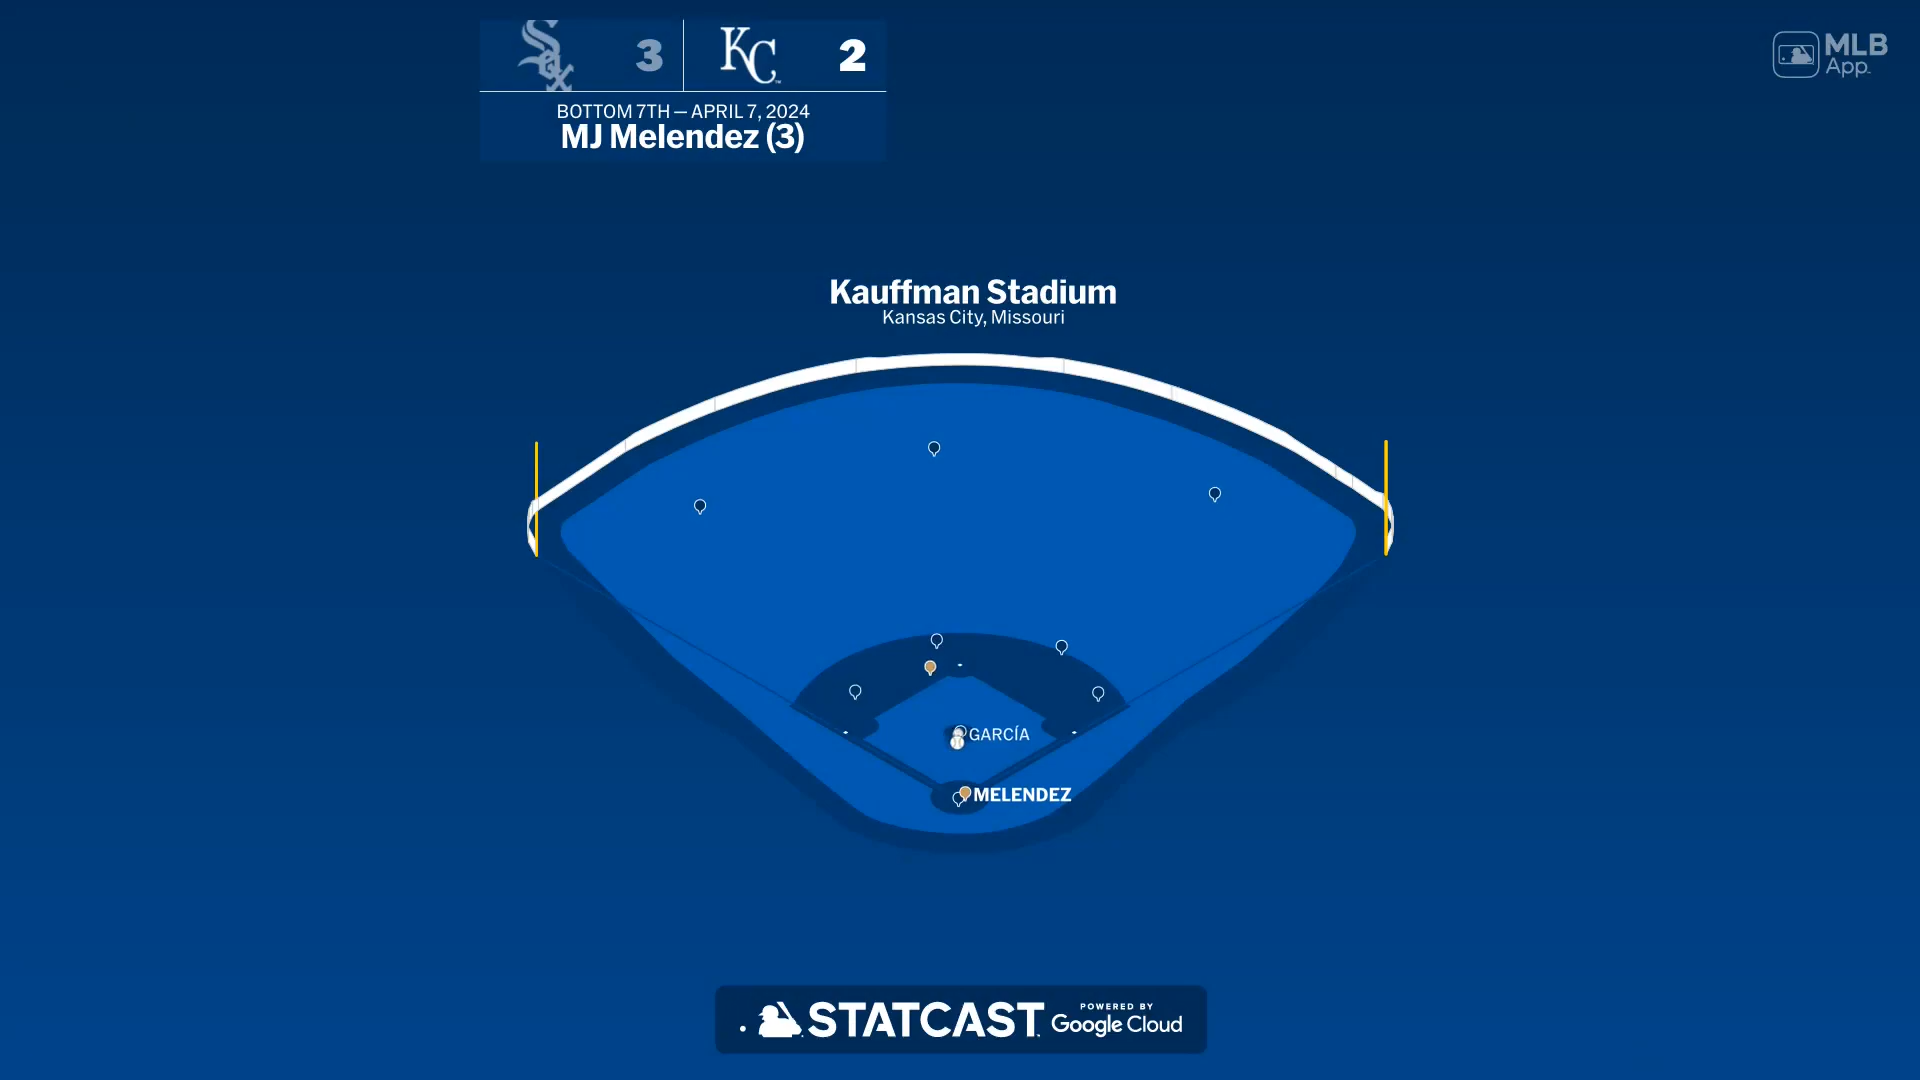 Sox 3 KC 2
BOTTOM 7TH — APRIL 7, 2024
MJ Melendez (3)
MLB
App
Kauffman Stadium
Kansas City, Missouri
GARCÍA
MELENDEZ
STATCAST POWERED BY
Google Cloud